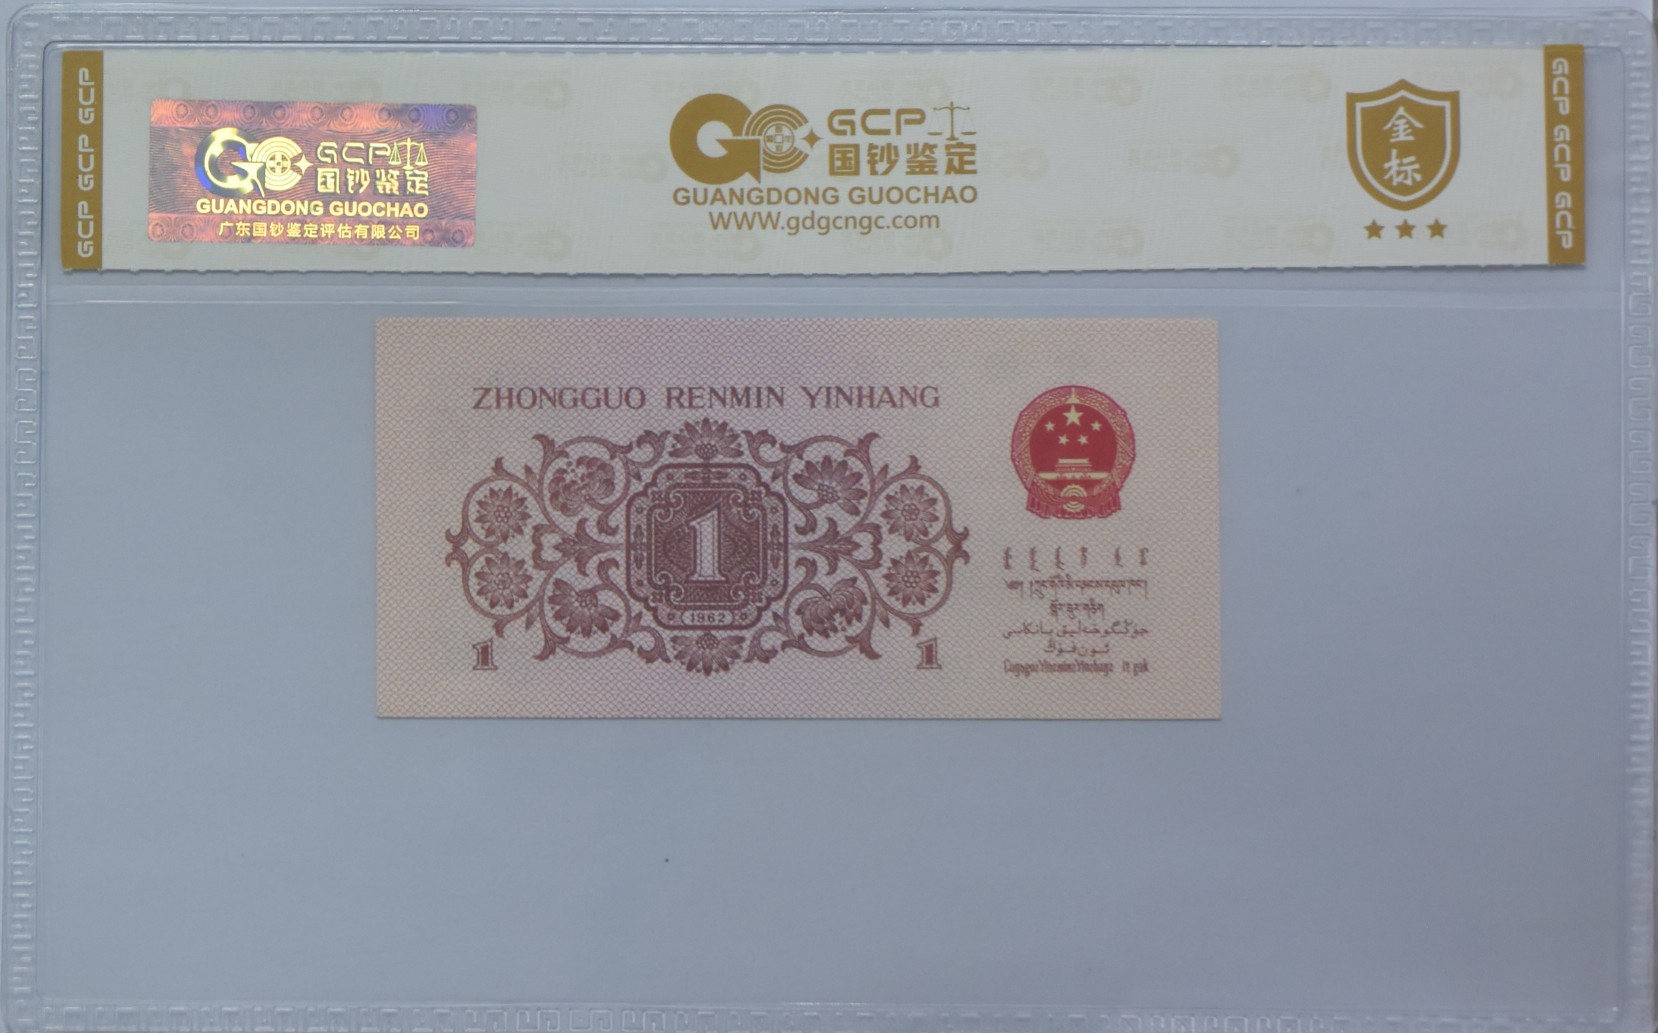 GCP GCP GCP
GCP
国钞鉴定
GUANGDONG GUOCHAO
广东国钞鉴定评估有限公司
GCP
国钞鉴定
GUANGDONG GUOCHAO
WWW.gdgcngc.com
金
标
GCP GCP GCP
ZHONGGUO RENMIN YINHANG
1
1962
1
1